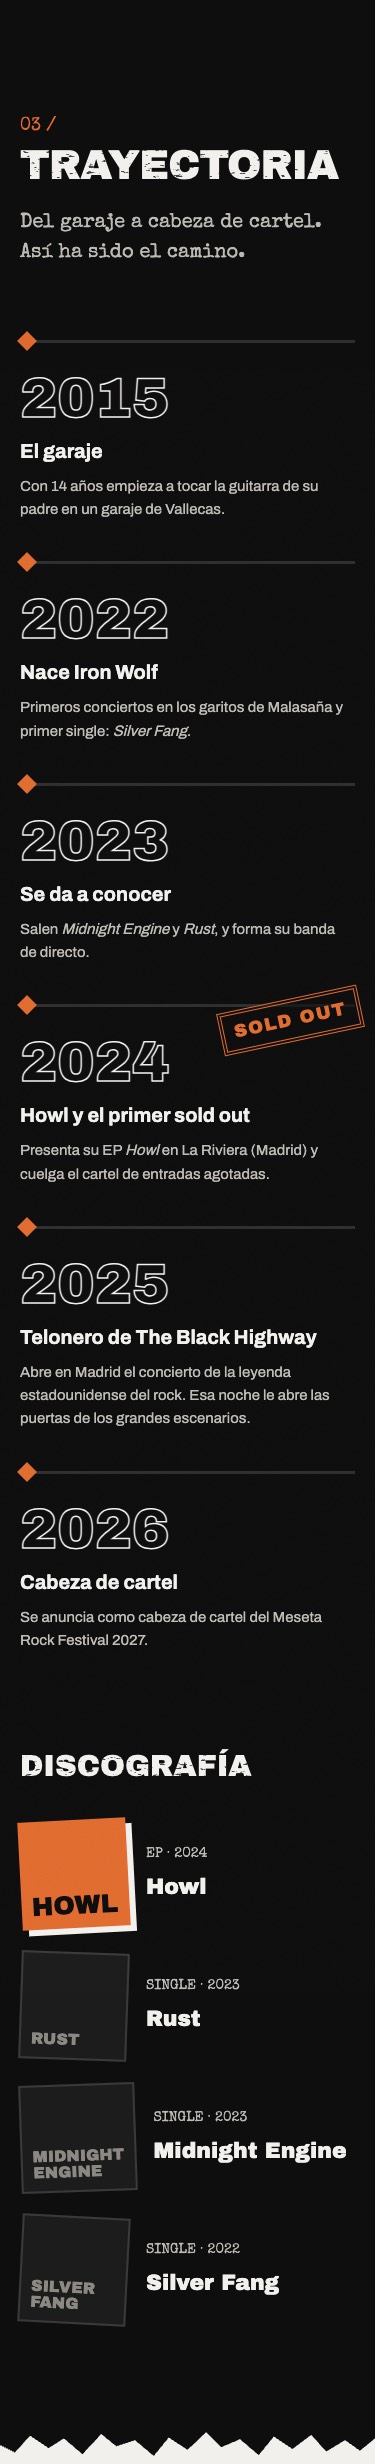 03 /
TRAYECTORIA
Del garaje a cabeza de cartel.
Así ha sido el camino.
2015
El garaje
Con 14 años empieza a tocar la guitarra de su
padre en un garaje de Vallecas.
2022
Nace Iron Wolf
Primeros conciertos en los garitos de Malasaña y
primer single: Silver Fang.
2023
Se da a conocer
Salen Midnight Engine y Rust, y forma su banda
de directo.
SOLD OUT
2024
Howl y el primer sold out
Presenta su EP Howl en La Riviera (Madrid) y
cuelga el cartel de entradas agotadas.
2025
Telonero de The Black Highway
Abre en Madrid el concierto de la leyenda
estadounidense del rock. Esa noche le abre las
puertas de los grandes escenarios.
2026
Cabeza de cartel
Se anuncia como cabeza de cartel del Meseta
Rock Festival 2027.
DISCOGRAFÍA
HOWL
EP · 2024
Howl
RUST
SINGLE · 2023
Rust
MIDNIGHT
ENGINE
SINGLE · 2023
Midnight Engine
SILVER
FANG
SINGLE · 2022
Silver Fang